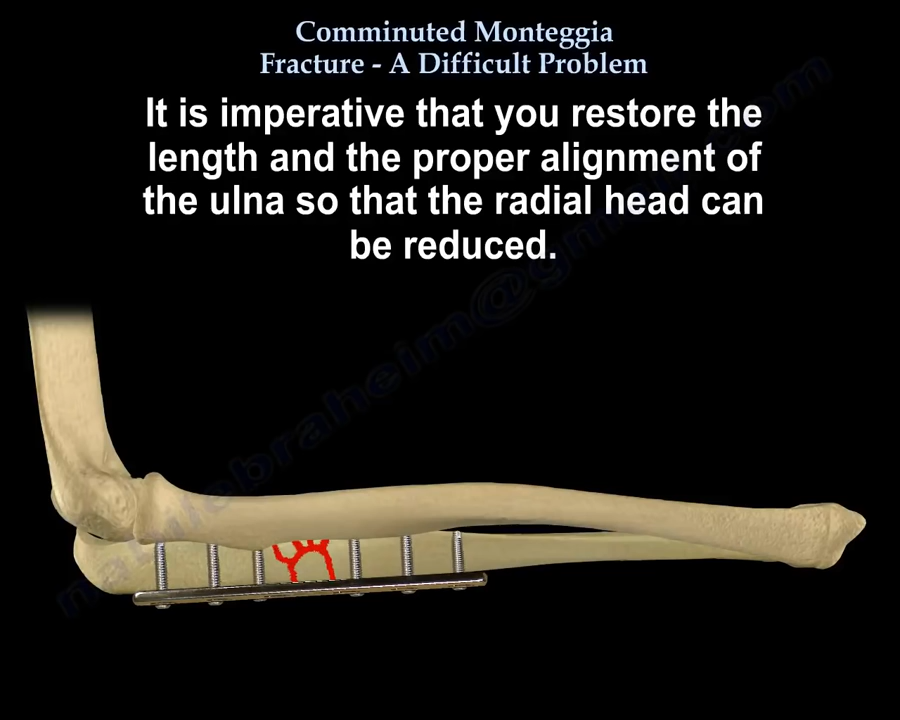 Comminuted Monteggia
Fracture - A Difficult Problem
It is imperative that you restore the
length and the proper alignment of
the ulna so that the radial head can
be reduced.